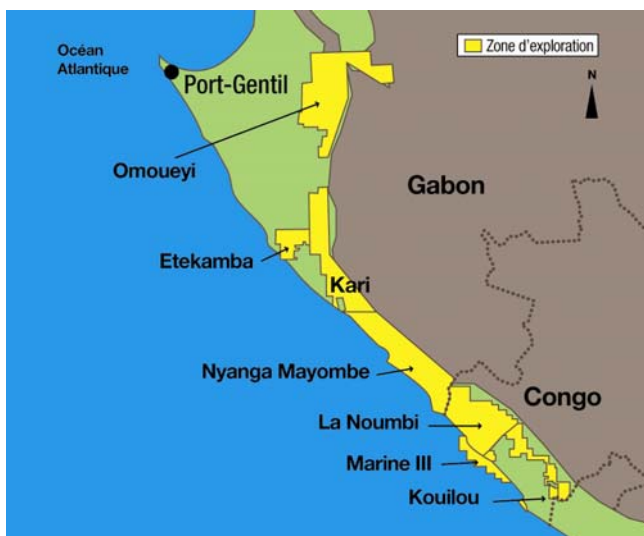 Océan
Atlantique
Port-Gentil
Zone d'exploration
N
Omoueyi
Gabon
Etekamba
Kari
Nyanga Mayombe
Congo
La Noumbi
Marine III
Kouilou